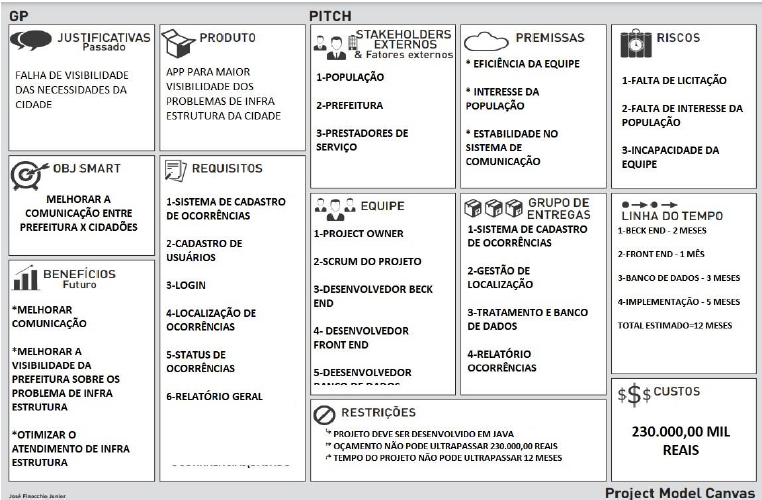 GP
PITCH
JUSTIFICATIVAS
Passado
FALHA DE VISIBILIDADE
DAS NECESSIDADES DA
CIDADE
PRODUTO
APP PARA MAIOR
VISIBILIDADE DOS
PROBLEMAS DE INFRA
ESTRUTURA DA CIDADE
STAKEHOLDERS
EXTERNOS
& Fatores externos
1-POPULAÇÃO
2-PREFEITURA
3-PRESTADORES DE
SERVIÇO
PREMISSAS
* EFICIÊNCIA DA EQUIPE
* INTERESSE DA
POPULAÇÃO
* ESTABILIDADE NO
SISTEMA DE
COMUNICAÇÃO
RISCOS
1-FALTA DE LICITAÇÃO
2-FALTA DE INTERESSE DA
POPULAÇÃO
3-INCAPACIDADE DA
EQUIPE
OBJ SMART
MELHORAR A
COMUNICAÇÃO ENTRE
PREFEITURA X CIDADÕES
REQUISITOS
1-SISTEMA DE CADASTRO
DE OCORRÊNCIAS
2-CADASTRO DE
USUÁRIOS
3-LOGIN
4-LOCALIZAÇÃO DE
OCORRÊNCIAS
5-STATUS DE
OCORRÊNCIAS
6-RELATÓRIO GERAL
EQUIPE
1-PROJECT OWNER
2-SCRUM DO PROJETO
3-DESENVOLVEDOR BECK
END
4- DESENVOLVEDOR
FRONT END
5-DEESENVOLVEDOR
BANCO DE DADOS
GRUPO DE
ENTREGAS
1-SISTEMA DE CADASTRO
DE OCORRÊNCIAS
2-GESTÃO DE
LOCALIZAÇÃO
3-TRATAMENTO E BANCO
DE DADOS
4-RELATÓRIO
OCORRÊNCIAS
LINHA DO TEMPO
1-BECK END - 2 MESES
2-FRONT END - 1 MÊS
3-BANCO DE DADOS - 3 MESES
4-IMPLEMENTAÇÃO - 5 MESES
TOTAL ESTIMADO=12 MESES
BENEFÍCIOS
Futuro
*MELHORAR
COMUNICAÇÃO
*MELHORAR A
VISIBILIDADE DA
PREFEITURA SOBRE OS
PROBLEMA DE INFRA
ESTRUTURA
*OTIMIZAR O
ATENDIMENTO DE INFRA
ESTRUTURA
RESTRIÇÕES
* PROJETO DEVE SER DESENVOLVIDO EM JAVA
* OÇAMENTO NÃO PODE ULTRAPASSAR 230.000,00 REAIS
* TEMPO DO PROJETO NÃO PODE ULTRAPASSAR 12 MESES
$$$ CUSTOS
230.000,00 MIL
REAIS
José Finocchio Junior
Project Model Canvas